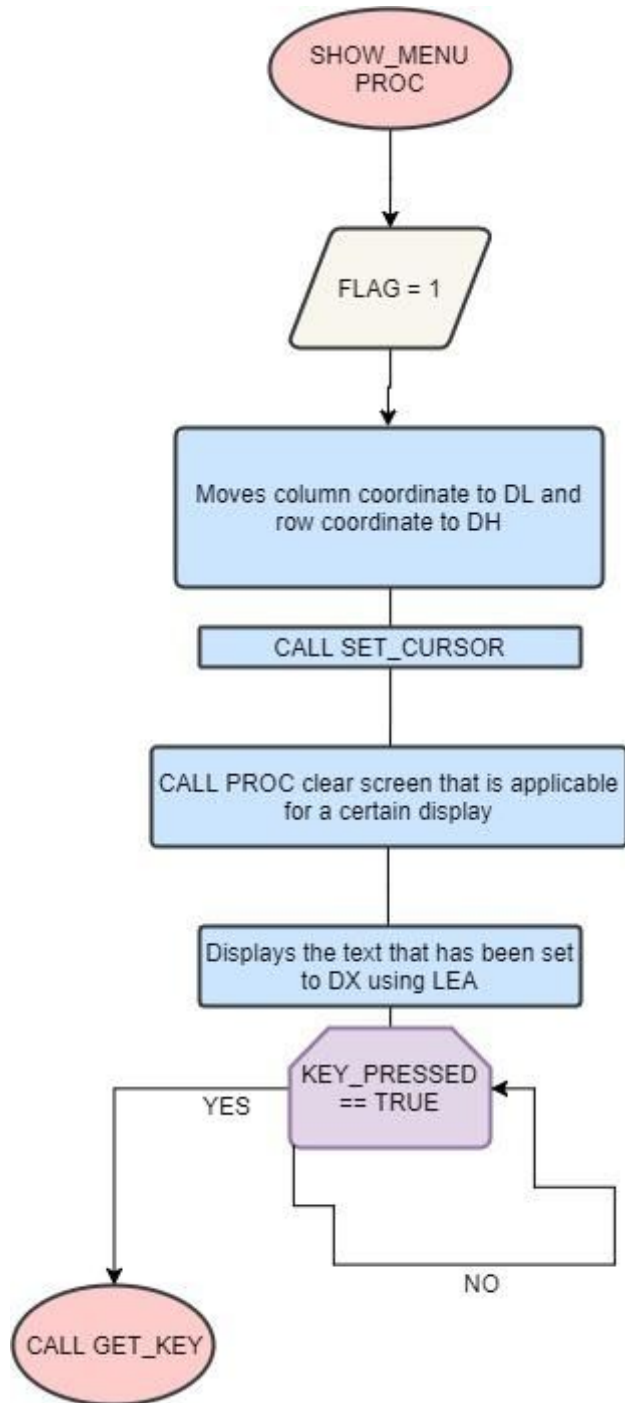 SHOW_MENU
PROC
FLAG = 1
Moves column coordinate to DL and
row coordinate to DH
CALL SET_CURSOR
CALL PROC clear screen that is applicable
for a certain display
Displays the text that has been set
to DX using LEA
KEY_PRESSED
== TRUE
YES
NO
CALL GET_KEY